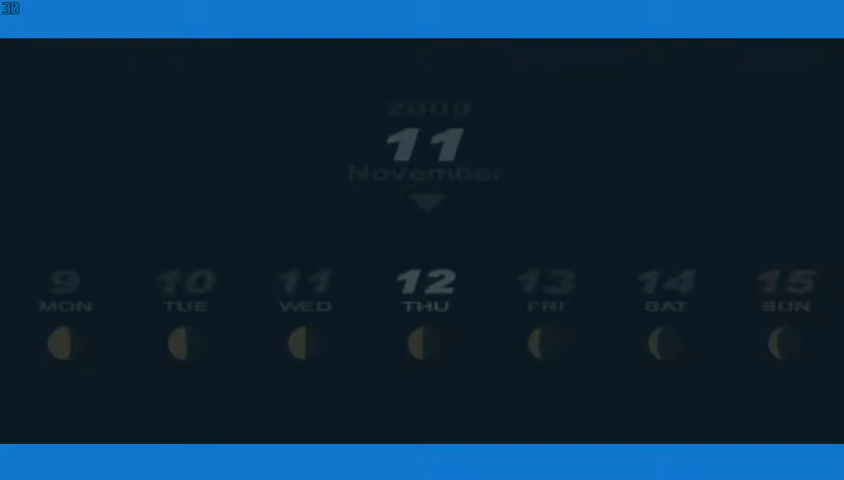 30
2009
11
November
9 10 11 12 13 14 15
MON TUE WED THU FRI SAT SUN